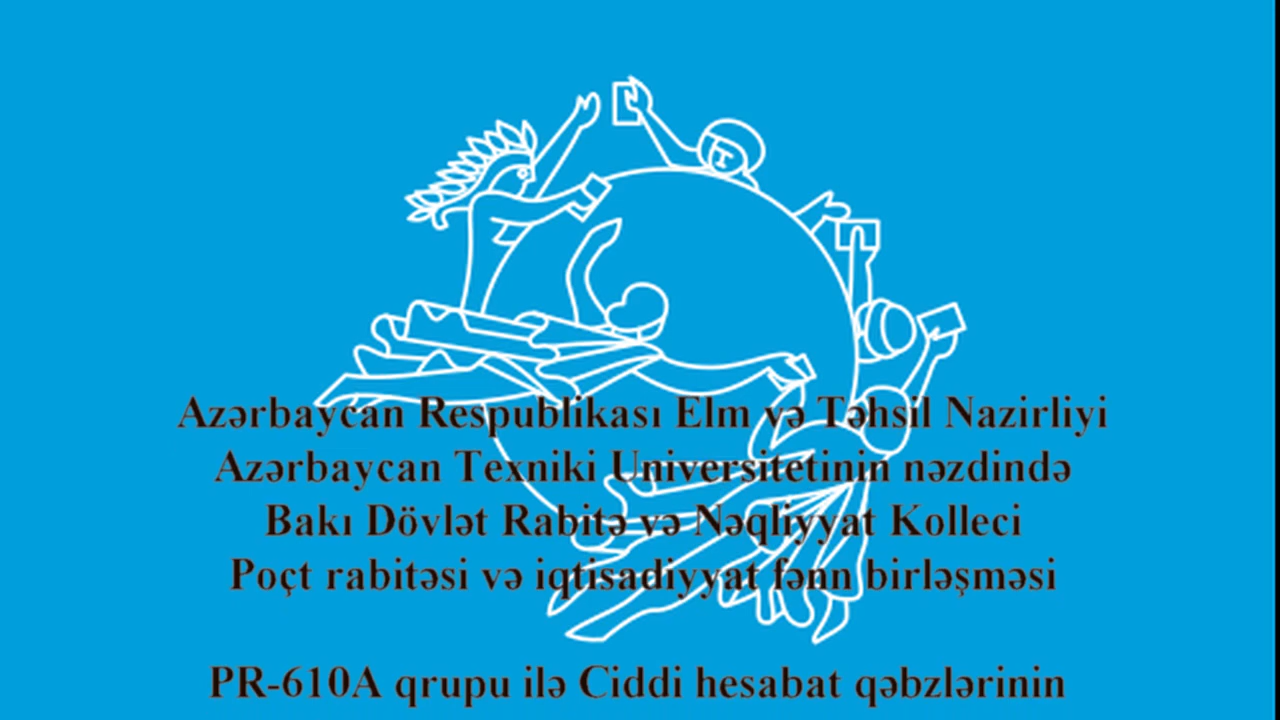 Azərbaycan Respublikası Elm və Təhsil Nazirliyi
Azərbaycan Texniki Universitetinin nəzdində
Bakı Dövlət Rabitə və Nəqliyyat Kolleci
Poçt rabitəsi və iqtisadiyyat fənn birləşməsi
PR-610A qrupu ilə Ciddi hesabat qəbzlərinin